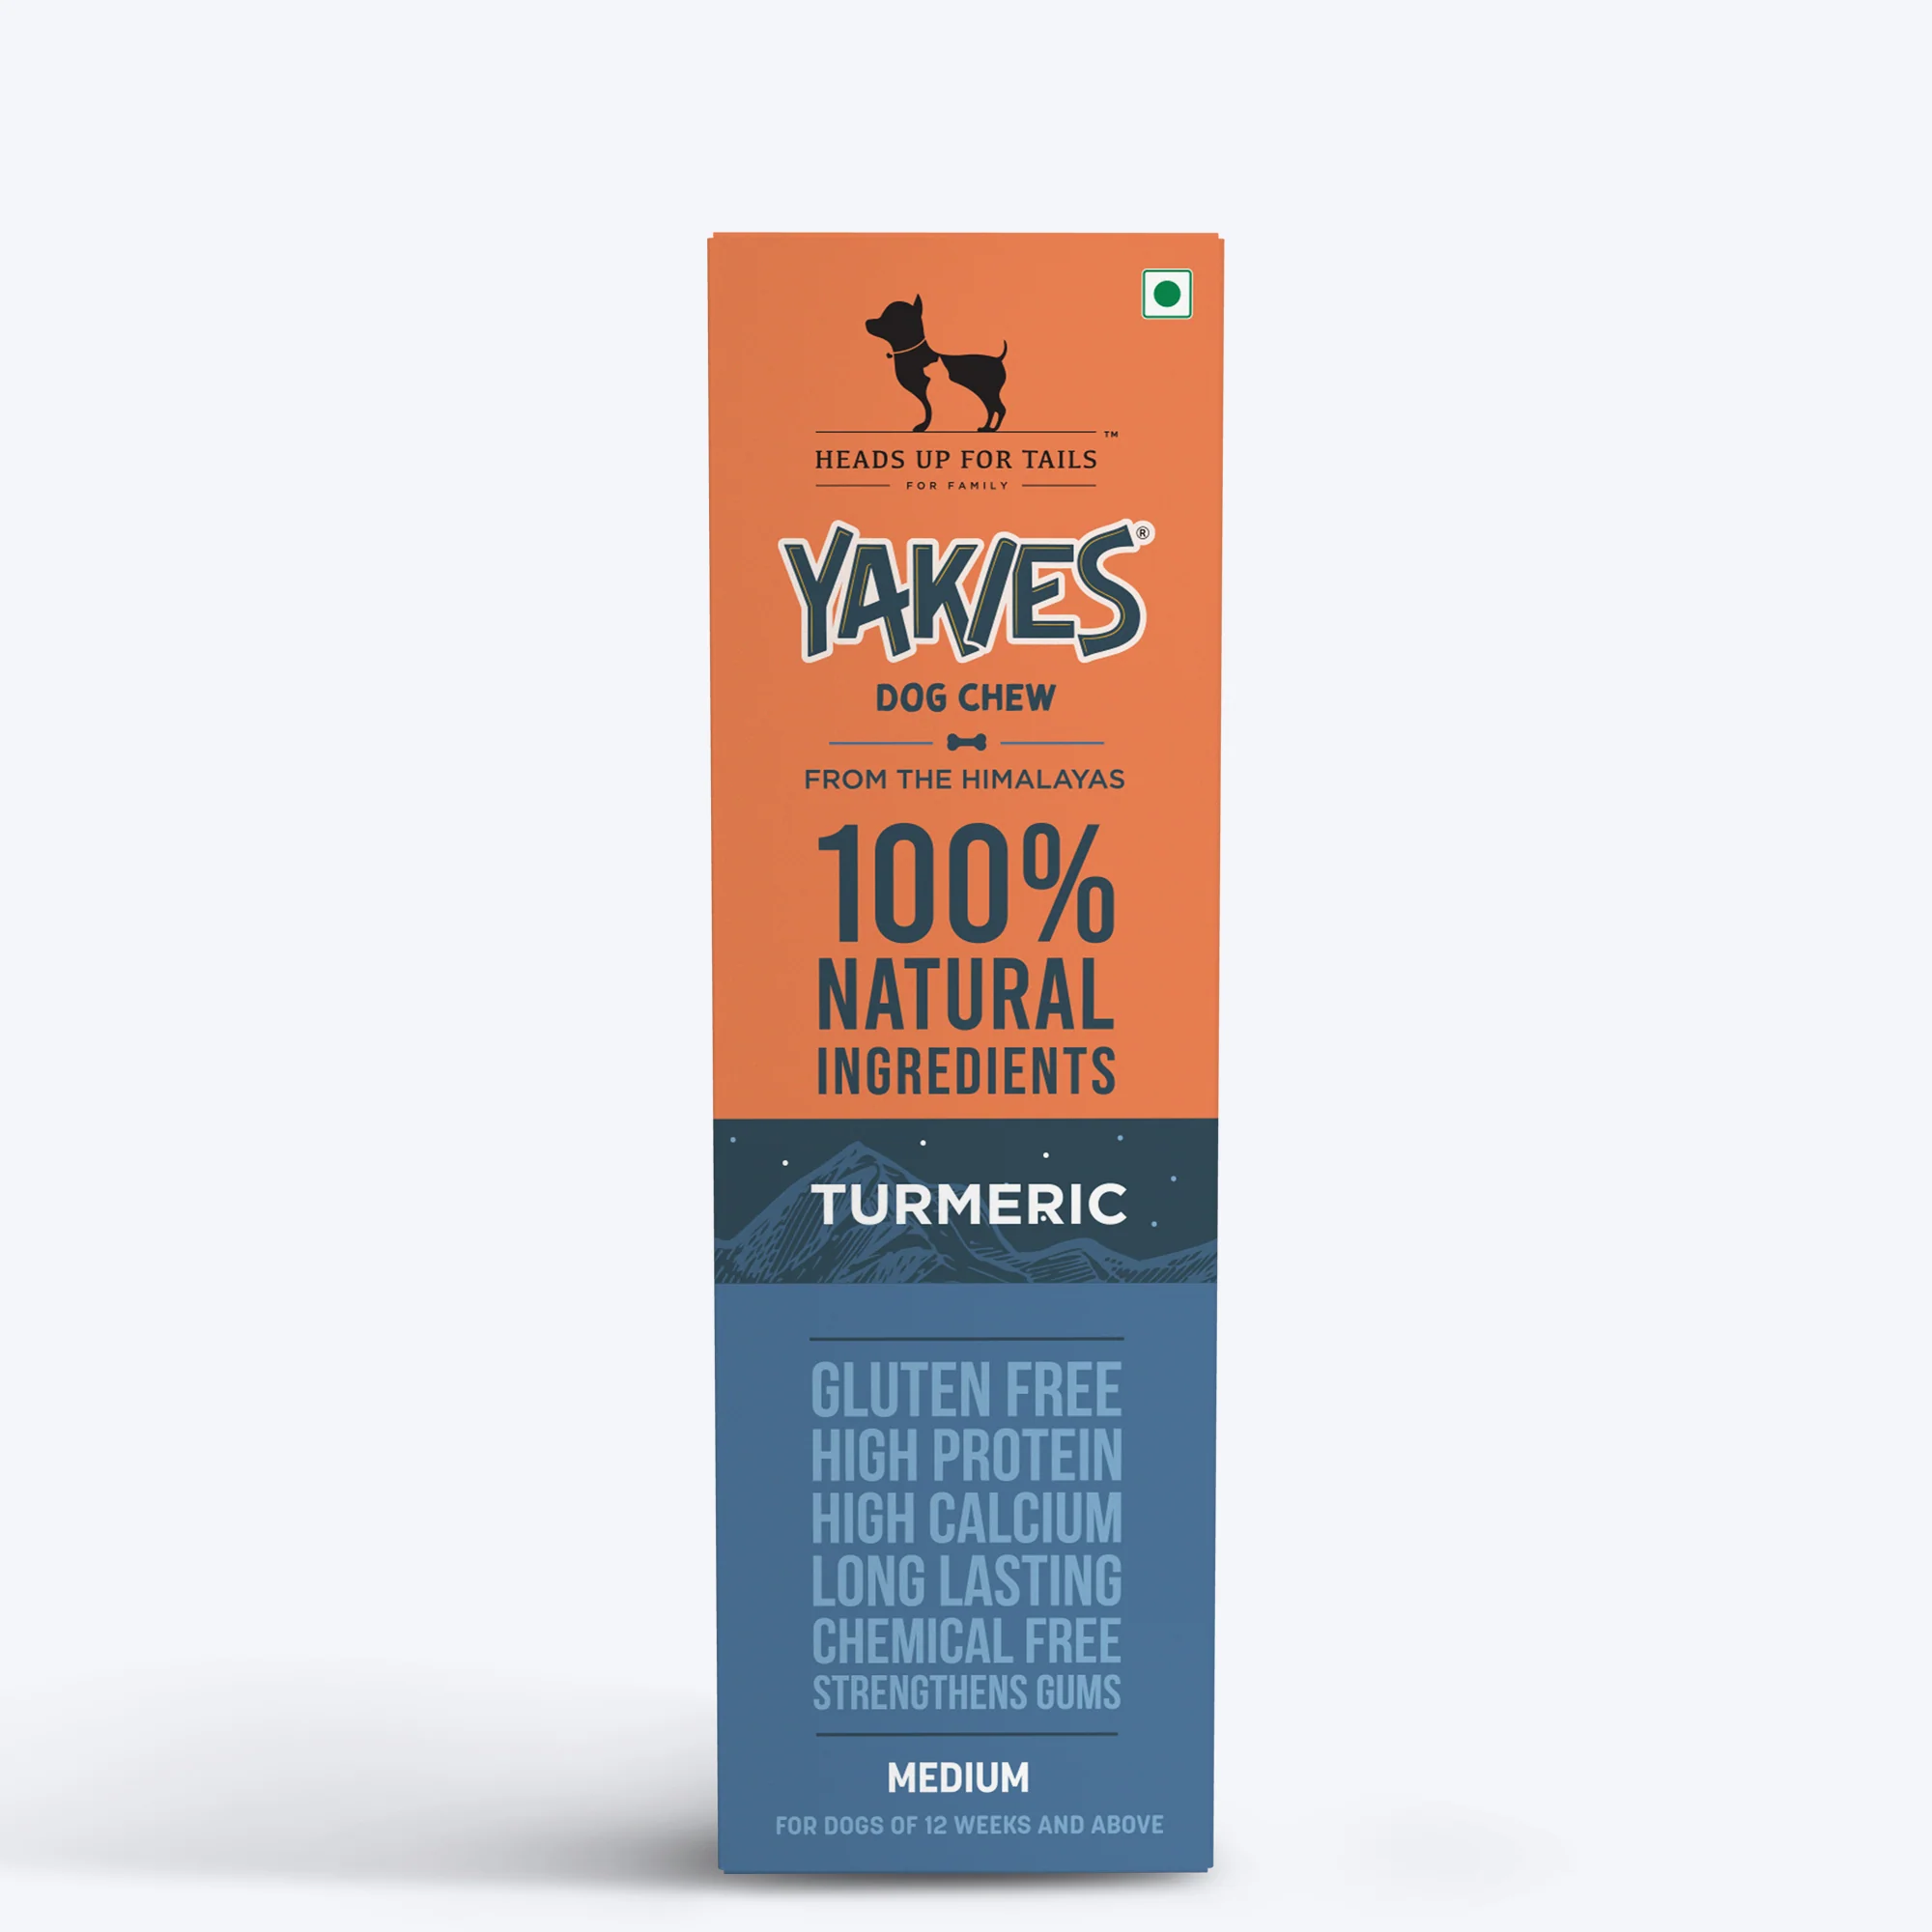 HEADS UP FOR TAILS™
FOR FAMILY
YAKIES®
DOG CHEW
FROM THE HIMALAYAS
100%
NATURAL
INGREDIENTS
TURMERIC
GLUTEN FREE
HIGH PROTEIN
HIGH CALCIUM
LONG LASTING
CHEMICAL FREE
STRENGTHENS GUMS
MEDIUM
FOR DOGS OF 12 WEEKS AND ABOVE